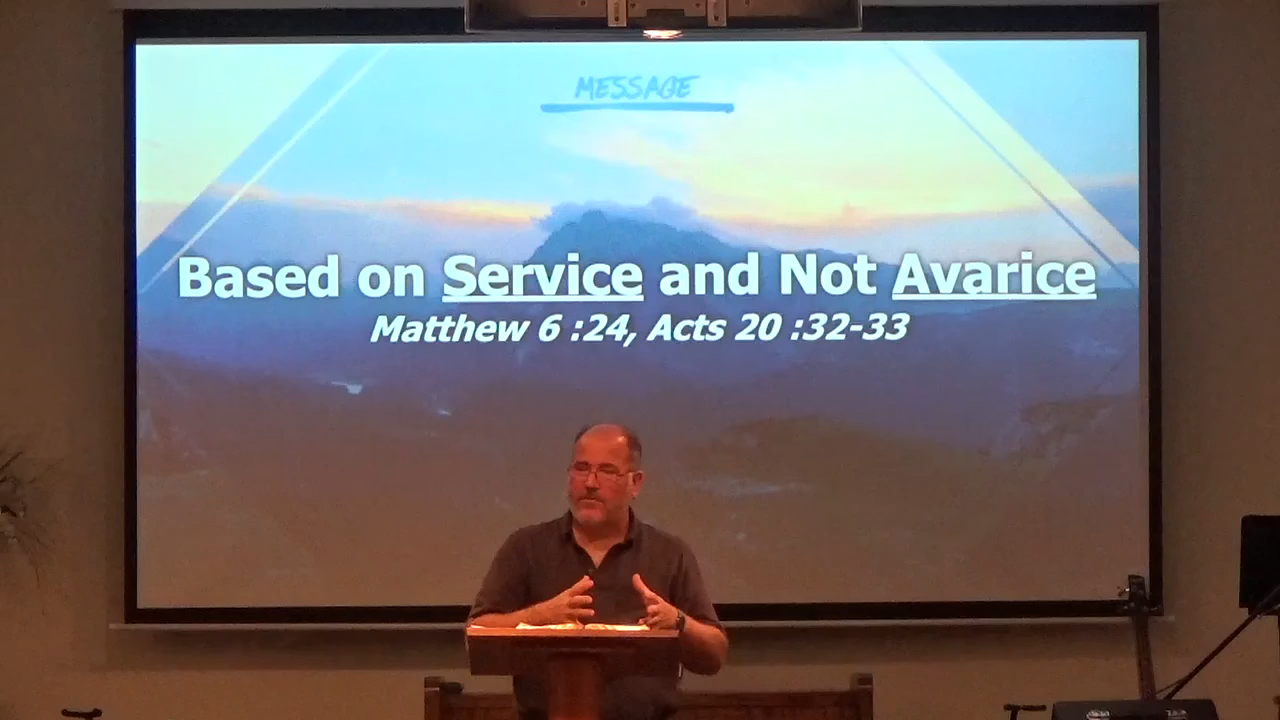 MESSAGE
Based on Service and Not Avarice
Matthew 6 :24, Acts 20 :32-33